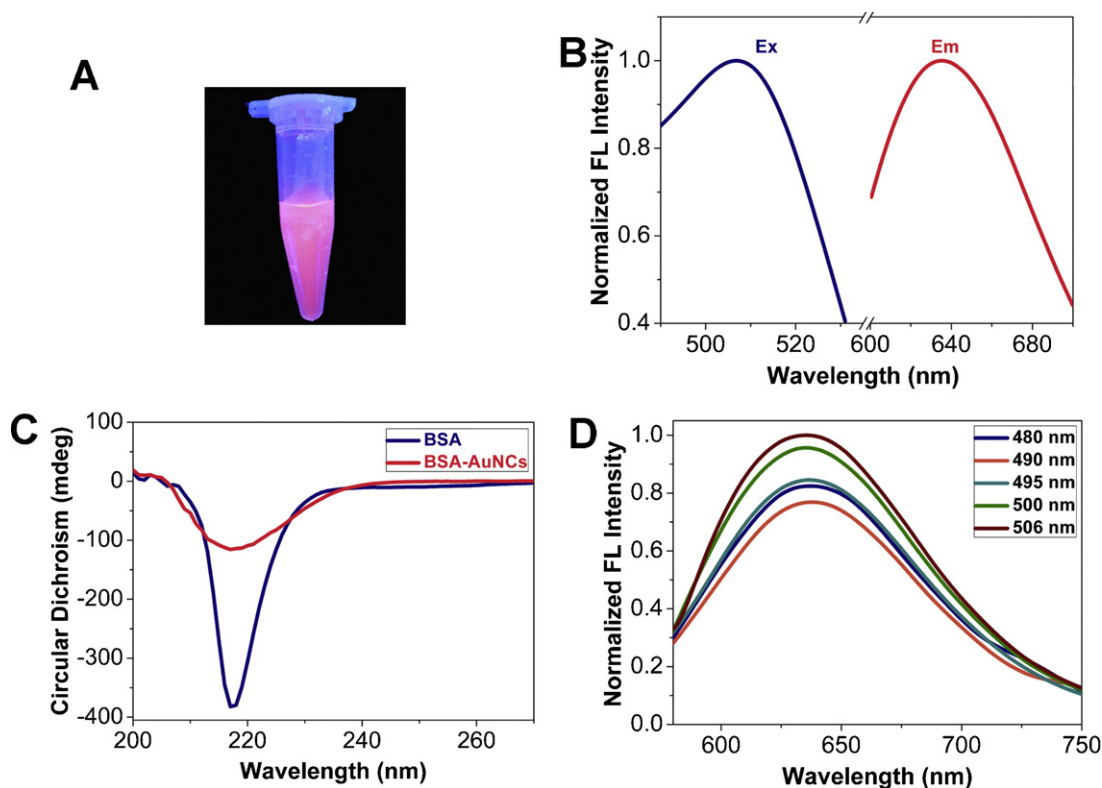 A
B
Normalized FL Intensity
1.0
0.8
0.6
0.4
Ex
Em
500
520
600
640
680
Wavelength (nm)
C
Circular Dichroism (mdeg)
100
0
-100
-200
-300
-400
BSA
BSA-AuNCs
200
220
240
260
Wavelength (nm)
D
Normalized FL Intensity
1.0
0.8
0.6
0.4
0.2
0.0
480 nm
490 nm
495 nm
500 nm
506 nm
600
650
700
750
Wavelength (nm)